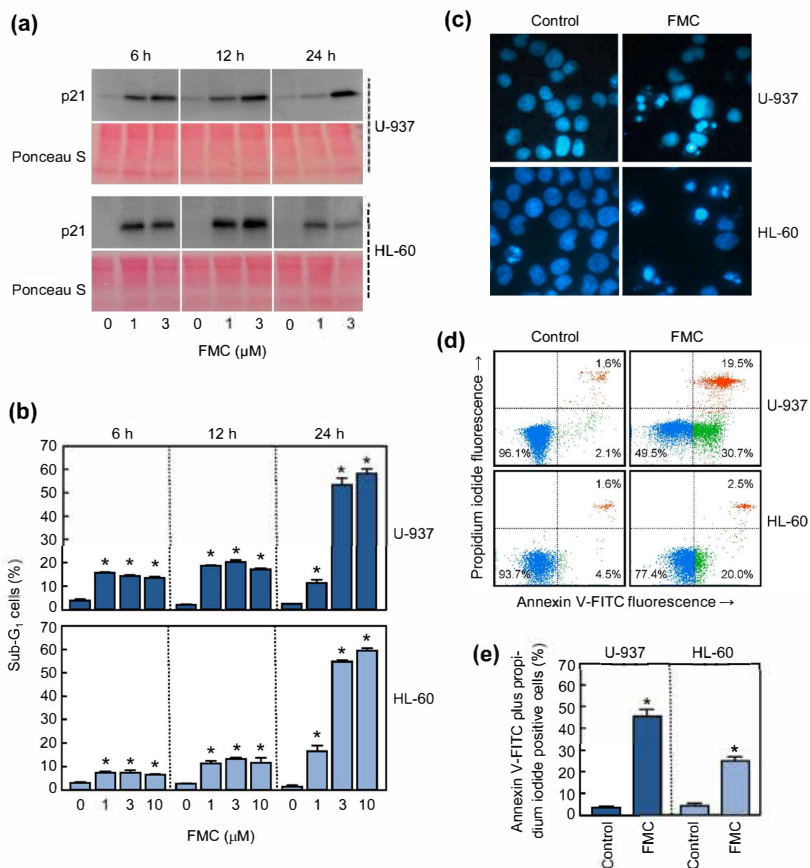 (a)
6 h 12 h 24 h
p21
U-937
Ponceau S
p21
HL-60
Ponceau S
0 1 3 0 1 3 0 1 3
FMC (µM)
(b)
6 h 12 h 24 h
70
60
50
40
30
20
10
0
* * * * * * * * *
U-937
Sub-G1 cells (%)
70
60
50
40
30
20
10
0
* * * * * * * * *
HL-60
0 1 3 10 0 1 3 10 0 1 3 10
FMC (µM)
(c)
Control FMC
U-937
HL-60
(d)
Control FMC
1.6% 19.5%
96.1% 2.1% 49.5% 30.7%
U-937
1.6% 2.5%
93.7% 4.5% 77.4% 20.0%
HL-60
Propidium iodide fluorescence →
Annexin V-FITC fluorescence →
(e)
U-937 HL-60
Annexin V-FITC plus propi-
dium iodide positive cells (%)
70
60
50
40
30
20
10
0
* *
Control FMC Control FMC